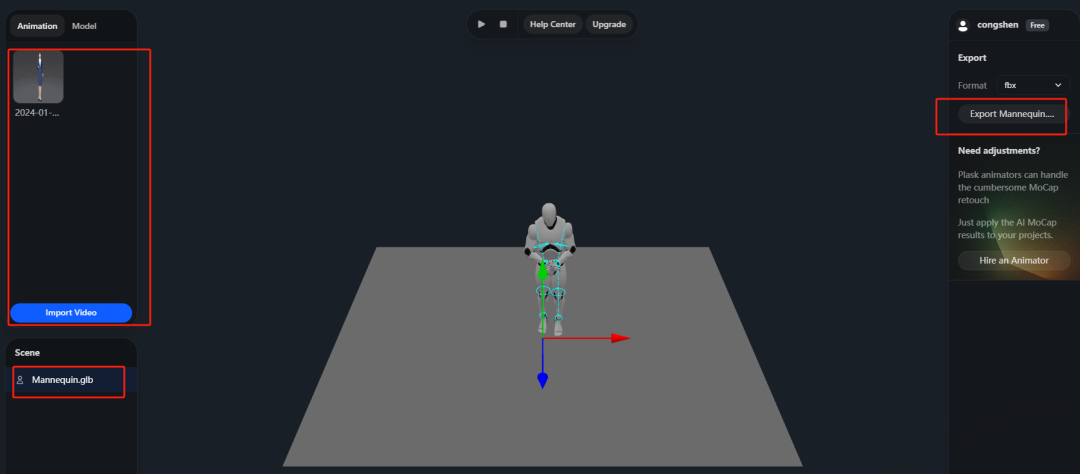 Animation Model
2024-01-...
Import Video
Scene
Mannequin.glb
Help Center Upgrade
congshen Free
Export
Format fbx
Export Mannequin....
Need adjustments?
Plask animators can handle
the cumbersome MoCap
retouch
Just apply the AI MoCap
results to your projects.
Hire an Animator